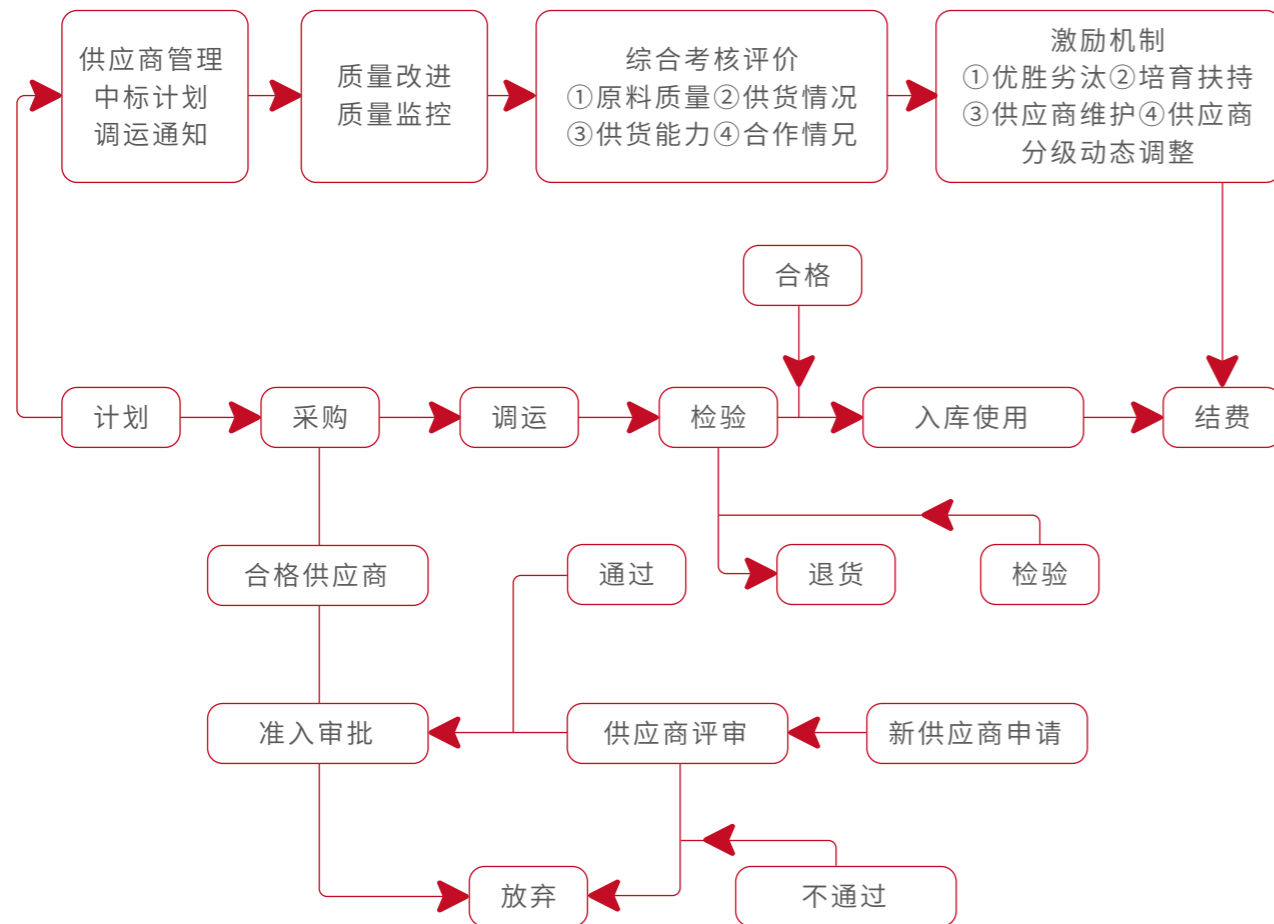 供应商管理
中标计划
调运通知
质量改进
质量监控
综合考核评价
①原料质量②供货情况
③供货能力④合作情兄
激励机制
①优胜劣汰②培育扶持
③供应商维护④供应商
分级动态调整
合格
计划
采购
调运
检验
入库使用
结费
合格供应商
通过
退货
检验
准入审批
供应商评审
新供应商申请
放弃
不通过